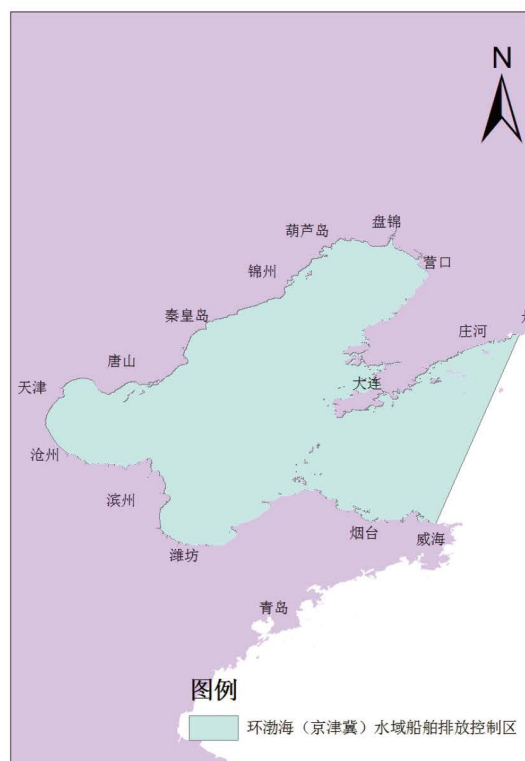 N
盘锦
葫芦岛
营口
锦州
秦皇岛
庄河
唐山
大连
天津
沧州
滨州
烟台
威海
潍坊
青岛
图例
环渤海（京津冀）水域船舶排放控制区